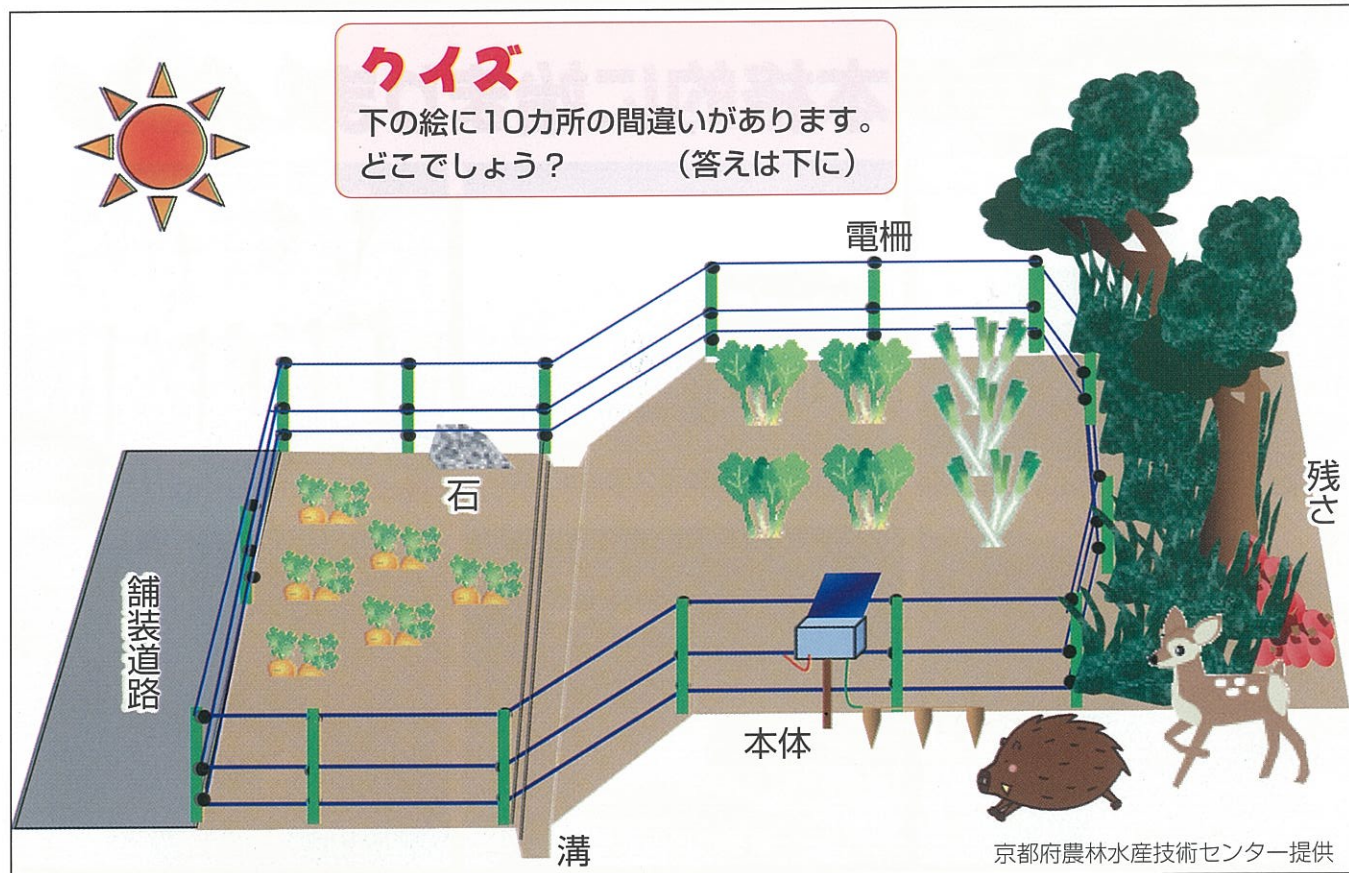 クイズ
下の絵に10カ所の間違いがあります。
どこでしょう？　　　（答えは下に）
電柵
石
残さ
舗装道路
本体
溝
京都府農林水産技術センター提供